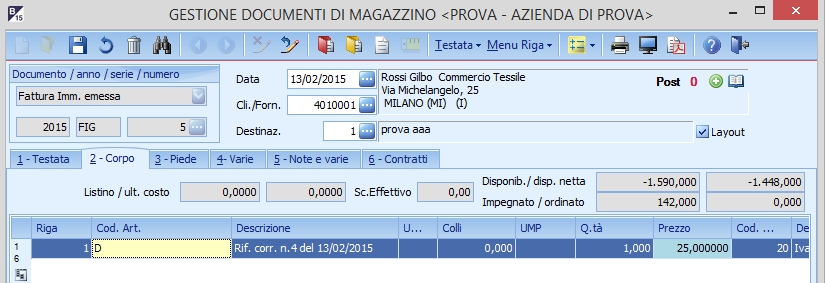 B 15
GESTIONE DOCUMENTI DI MAGAZZINO <PROVA - AZIENDA DI PROVA>
Testata Menu Riga
Documento / anno / serie / numero
Fattura Imm. emessa
2015 FIG 5
Data 13/02/2015
Cli./Forn. 4010001
Destinaz. 1 prova aaa
Rossi Gilbo Commercio Tessile
Via Michelangelo, 25
MILANO (MI) (I)
Post 0
Layout
1 - Testata 2 - Corpo 3 - Piede 4- Varie 5 - Note e varie 6 - Contratti
Listino / ult. costo 0,0000 0,0000 Sc.Effettivo 0,00
Disponib./ disp. netta -1.590,000 -1.448,000
Impegnato / ordinato 142,000 0,000
Riga Cod. Art. Descrizione U... Colli UMP Q.tà Prezzo Cod. ... De
1 D Rif. corr. n.4 del 13/02/2015 0,000 1,000 25,000000 20 Iva
1
6